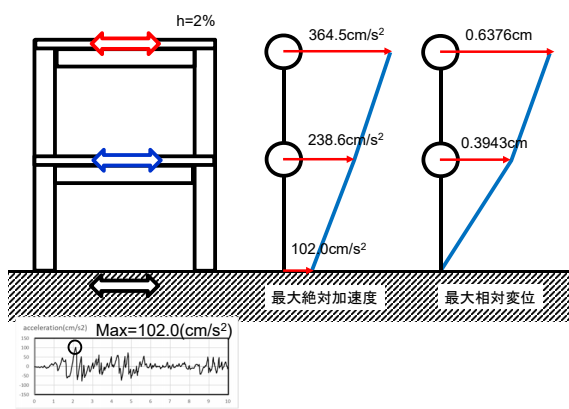 h=2%
364.5cm/s²
0.6376cm
238.6cm/s²
0.3943cm
102.0cm/s²
最大絶対加速度
最大相対変位
acceleration(cm/s2)
Max=102.0(cm/s²)
150
100
50
0
-50
-100
-150
0 1 2 3 4 5 6 7 8 9 10